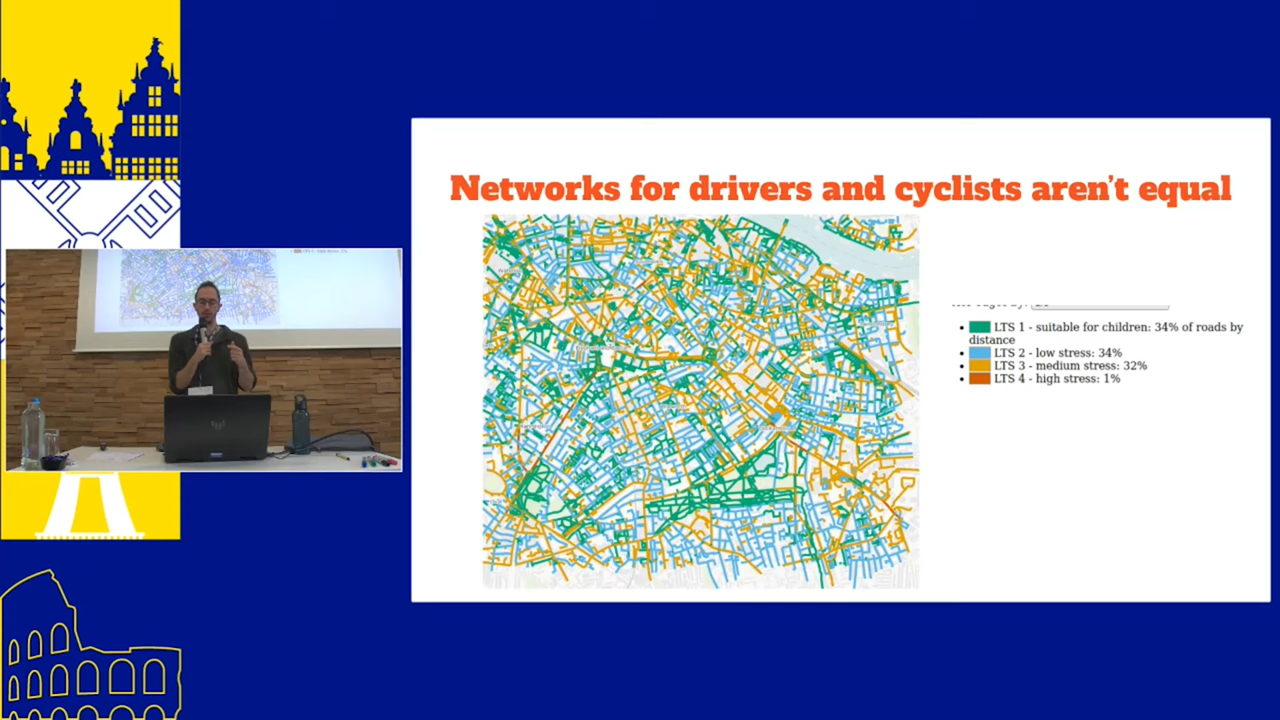 Networks for drivers and cyclists aren't equal
LTS 1 - suitable for children: 34% of roads by
distance
LTS 2 - low stress: 34%
LTS 3 - medium stress: 32%
LTS 4 - high stress: 1%